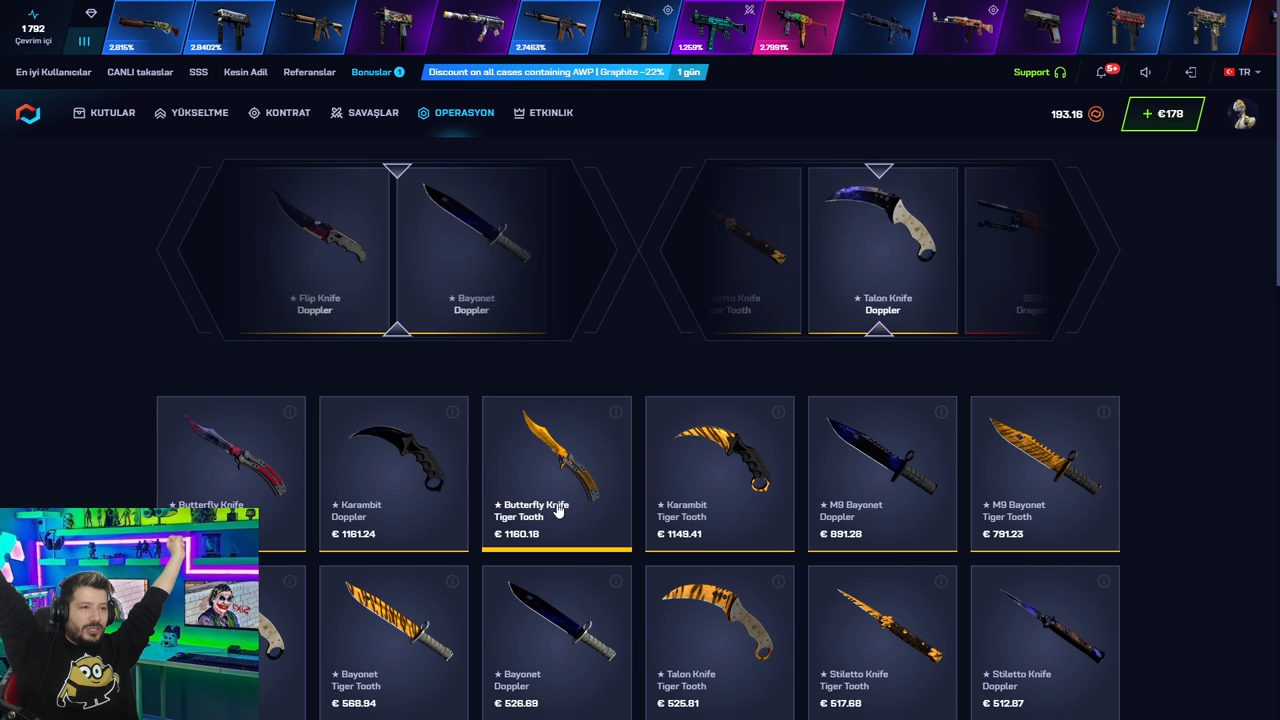 1 792
Çevrim içi
2.815%
2.8402%
2.7463%
1.259%
2.7991%
En iyi Kullanıcılar
CANLI takaslar
SSS
Kesin Adil
Referanslar
Bonuslar 1
Discount on all cases containing AWP | Graphite -22%
1 gün
Support
5+
TR
KUTULAR
YÜKSELTME
KONTRAT
SAVAŞLAR
OPERASYON
ETKINLIK
193.16
+ €178
★ Flip Knife
Doppler
★ Bayonet
Doppler
★ Talon Knife
Doppler
★ Butterfly Knife
★ Karambit
Doppler
€ 1161.24
★ Butterfly Knife
Tiger Tooth
€ 1160.18
★ Karambit
Tiger Tooth
€ 1149.41
★ M9 Bayonet
Doppler
€ 891.28
★ M9 Bayonet
Tiger Tooth
€ 791.23
★ Bayonet
Tiger Tooth
€ 568.94
★ Bayonet
Doppler
€ 526.69
★ Talon Knife
Tiger Tooth
€ 525.81
★ Stiletto Knife
Tiger Tooth
€ 517.68
★ Stiletto Knife
Doppler
€ 512.87